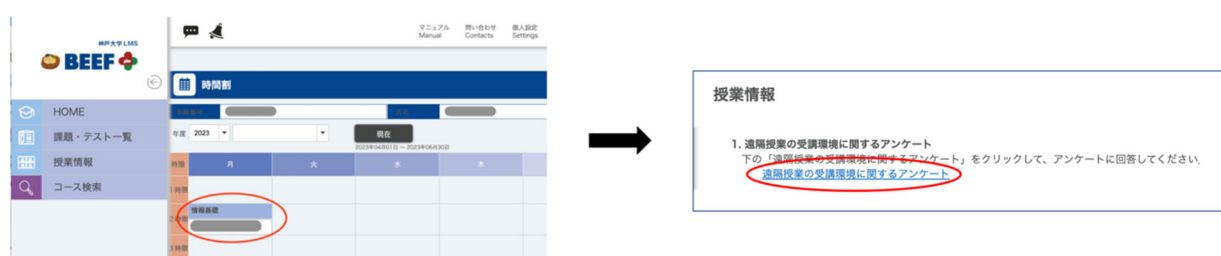 神戸大学 LMS
BEEF
HOME
課題・テスト一覧
授業情報
コース検索
マニュアル
Manual
問い合わせ
Contacts
個人設定
Settings
時間割
年度 2023
現在
2023年04月01日 ~ 2023年06月30日
時限 月 火 水 木
1 時限
2 時限
情報基礎
3 時限
授業情報
1. 遠隔授業の受講環境に関するアンケート
下の「遠隔授業の受講環境に関するアンケート」をクリックして、アンケートに回答してください。
遠隔授業の受講環境に関するアンケート